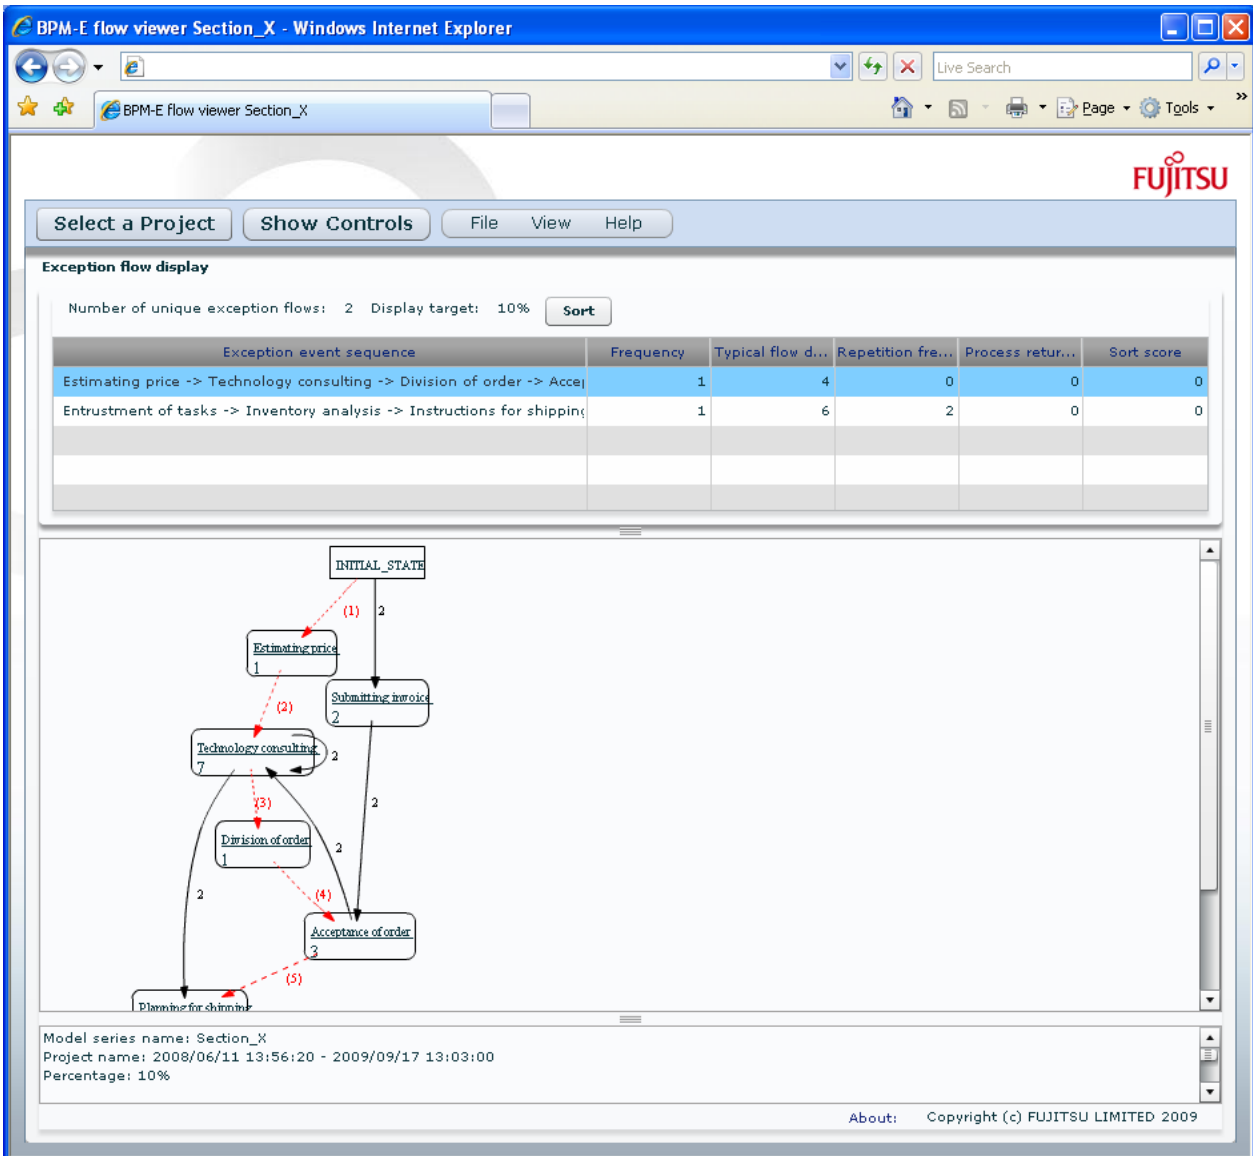 BPM-E flow viewer Section_X - Windows Internet Explorer
Live Search
BPM-E flow viewer Section_X
Page
Tools
»
FUJITSU
Select a Project Show Controls File View Help
Exception flow display
Number of unique exception flows: 2 Display target: 10% Sort
Exception event sequence Frequency Typical flow d... Repetition fre... Process retur... Sort score
Estimating price -> Technology consulting -> Division of order -> Accep 1 4 0 0 0
Entrustment of tasks -> Inventory analysis -> Instructions for shipping 1 6 2 0 0
INITIAL_STATE
(1) 2
Estimating price
1
(2)
Submitting invoice
2
Technology consulting
7
2
(3)
2
Division of order
1
2
2
(4)
Acceptance of order
3
(5)
Planning for shipping
Model series name: Section_X
Project name: 2008/06/11 13:56:20 - 2009/09/17 13:03:00
Percentage: 10%
About: Copyright (c) FUJITSU LIMITED 2009